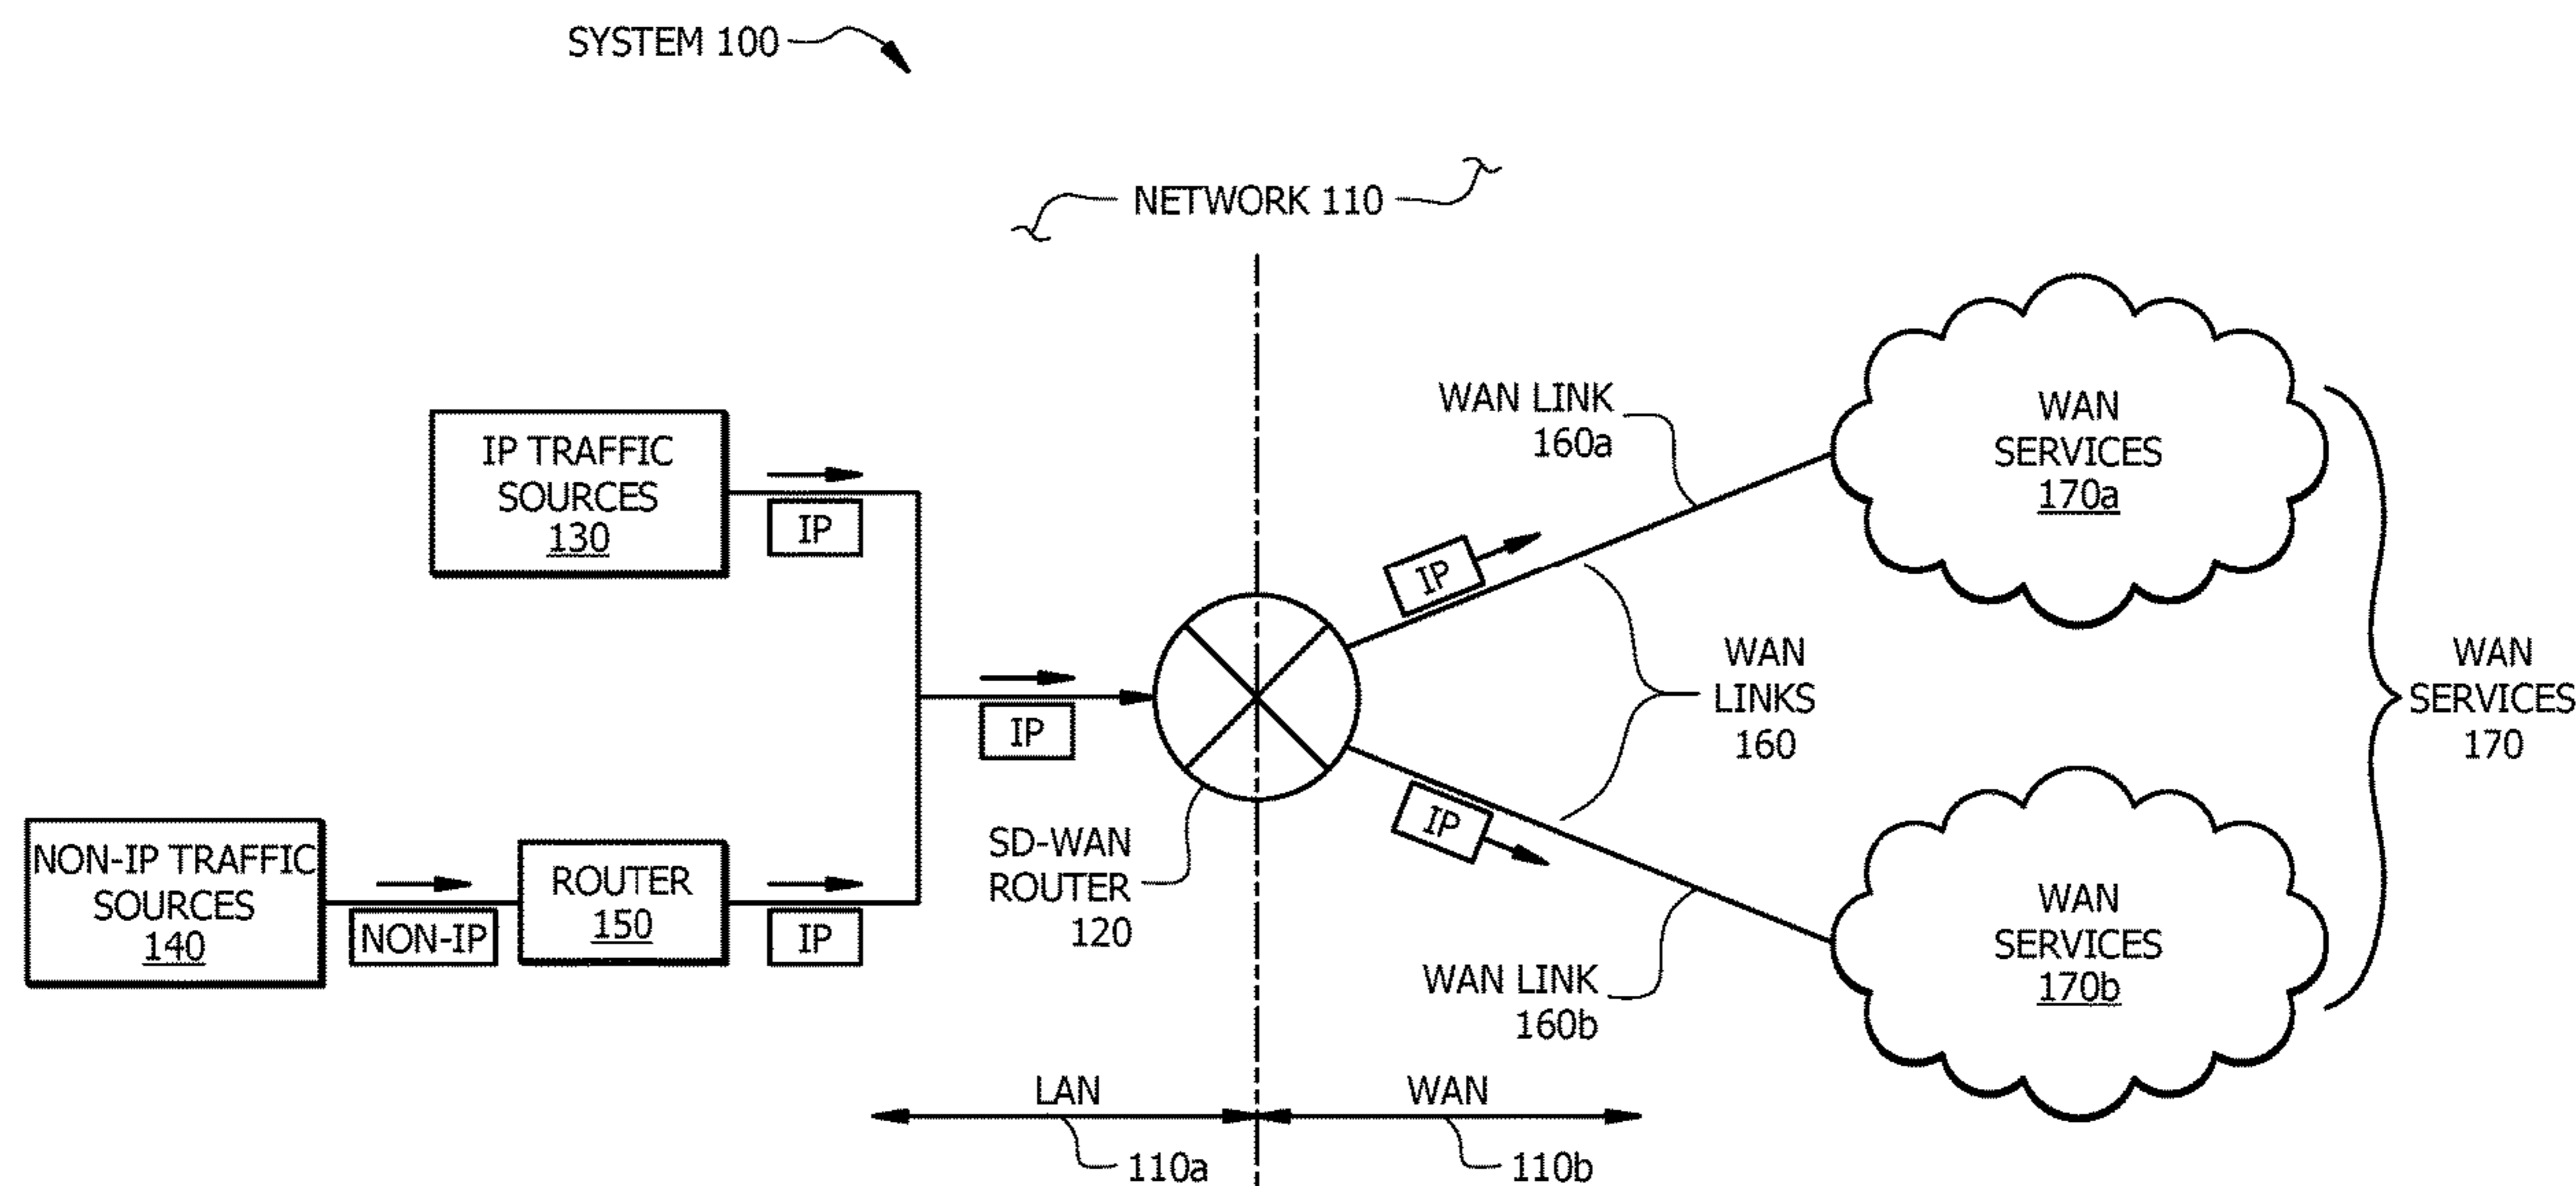 SYSTEM 100
NETWORK 110
IP TRAFFIC
SOURCES
130
IP
NON-IP TRAFFIC
SOURCES
140
NON-IP
ROUTER
150
IP
IP
SD-WAN
ROUTER
120
WAN LINK
160a
IP
WAN
LINKS
160
IP
WAN LINK
160b
WAN
SERVICES
170a
WAN
SERVICES
170b
WAN
SERVICES
170
LAN
110a
WAN
110b